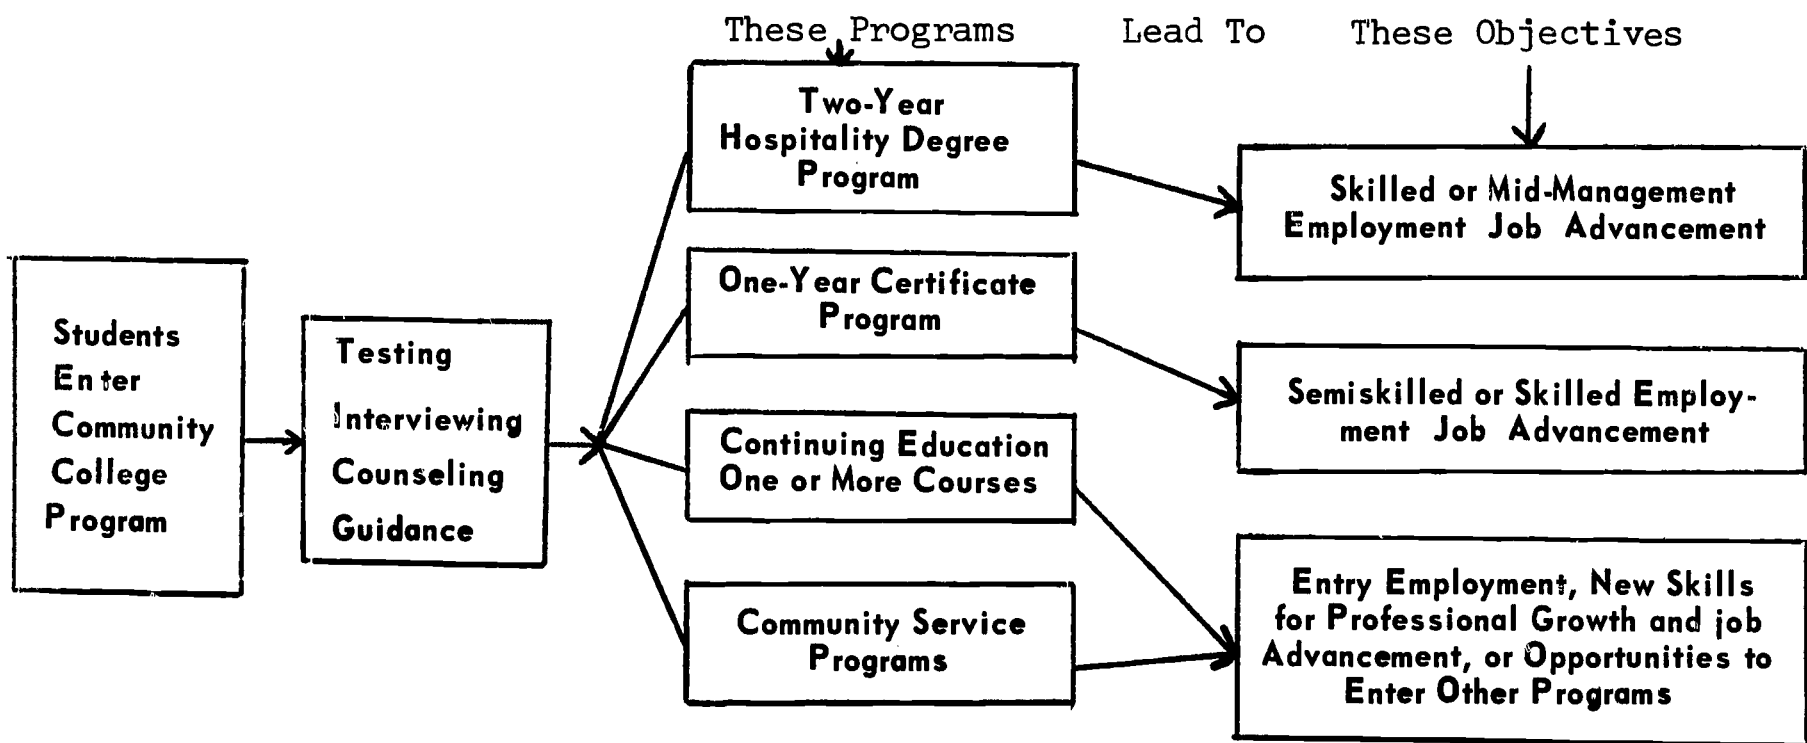 These Programs Lead To These Objectives
Students
Enter
Community
College
Program
Testing
Interviewing
Counseling
Guidance
Two-Year
Hospitality Degree
Program
One-Year Certificate
Program
Continuing Education
One or More Courses
Community Service
Programs
Skilled or Mid-Management
Employment Job Advancement
Semiskilled or Skilled Employ-
ment Job Advancement
Entry Employment, New Skills
for Professional Growth and job
Advancement, or Opportunities to
Enter Other Programs